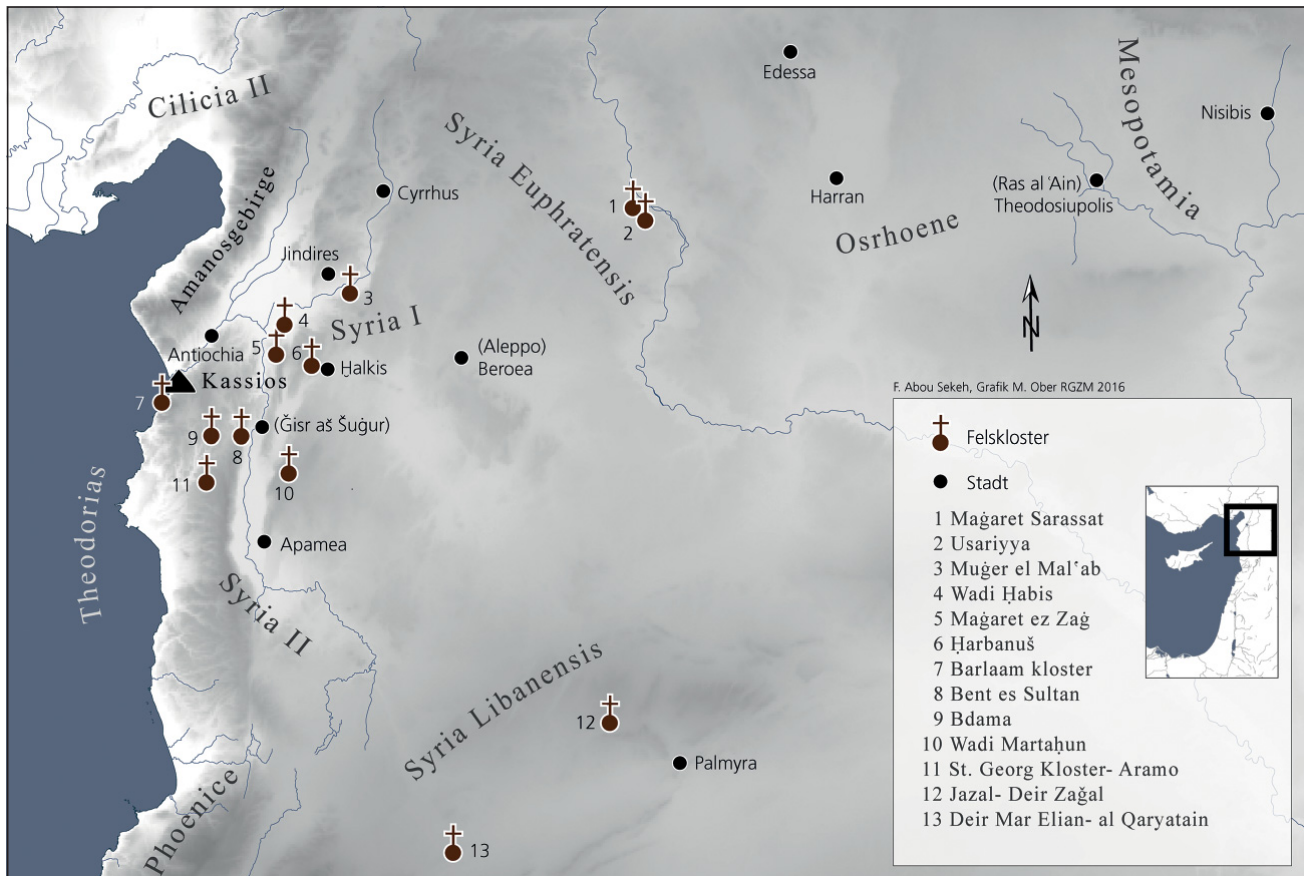 Cilicia II
Amanosgebirge
Syria Euphratensis
Edessa
Mesopotamia
Nisibis
Cyrrhus
Harran
(Ras al 'Ain)
Theodosiupolis
Osrhoene
1
2
Jindires
3
4
Syria I
5
6
Antiochia
Ḫalkis
(Aleppo)
Beroea
N
Kassios
7
9
8
(Ǧisr aš Šuġur)
10
11
Theodorias
Apamea
Syria II
Syria Libanensis
12
Palmyra
Phoenice
13
F. Abou Sekeh, Grafik M. Ober RGZM 2016
Felskloster
Stadt
1 Maġaret Sarassat
2 Usariyya
3 Muġer el Mal‛ab
4 Wadi Ḥabis
5 Maġaret ez Zaġ
6 Ḥarbanuš
7 Barlaam kloster
8 Bent es Sultan
9 Bdama
10 Wadi Martaḥun
11 St. Georg Kloster- Aramo
12 Jazal- Deir Zağal
13 Deir Mar Elian- al Qaryatain